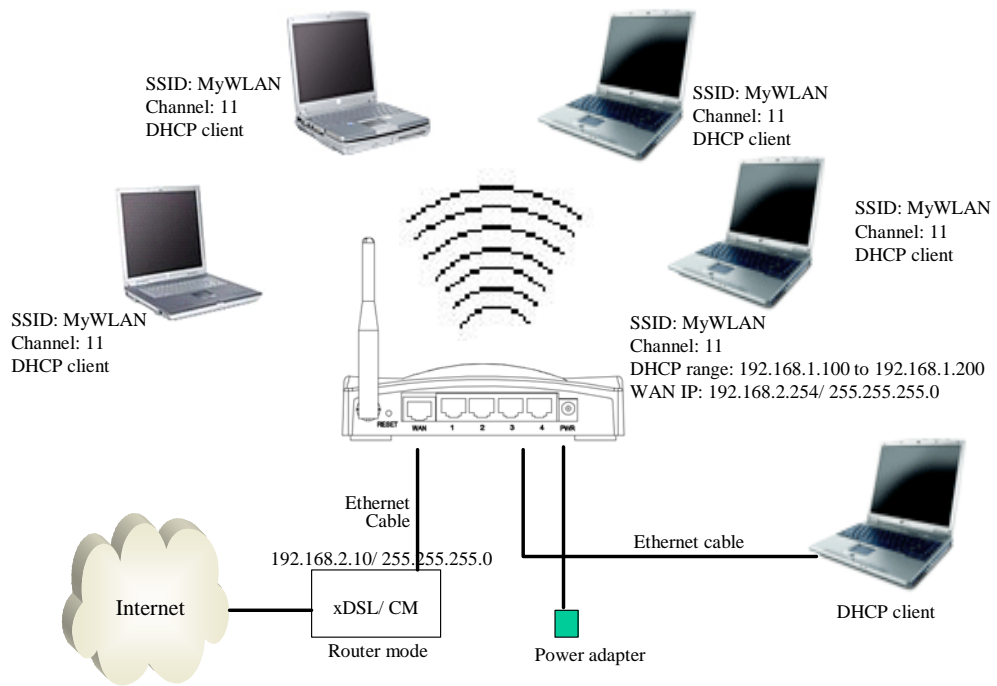 SSID: MyWLAN
Channel: 11
DHCP client
SSID: MyWLAN
Channel: 11
DHCP client
SSID: MyWLAN
Channel: 11
DHCP client
SSID: MyWLAN
Channel: 11
DHCP client
SSID: MyWLAN
Channel: 11
DHCP range: 192.168.1.100 to 192.168.1.200
WAN IP: 192.168.2.254/ 255.255.255.0
RESET WAN 1 2 3 4 PWR
Ethernet
Cable
192.168.2.10/ 255.255.255.0
Ethernet cable
Internet
xDSL/ CM
DHCP client
Router mode
Power adapter